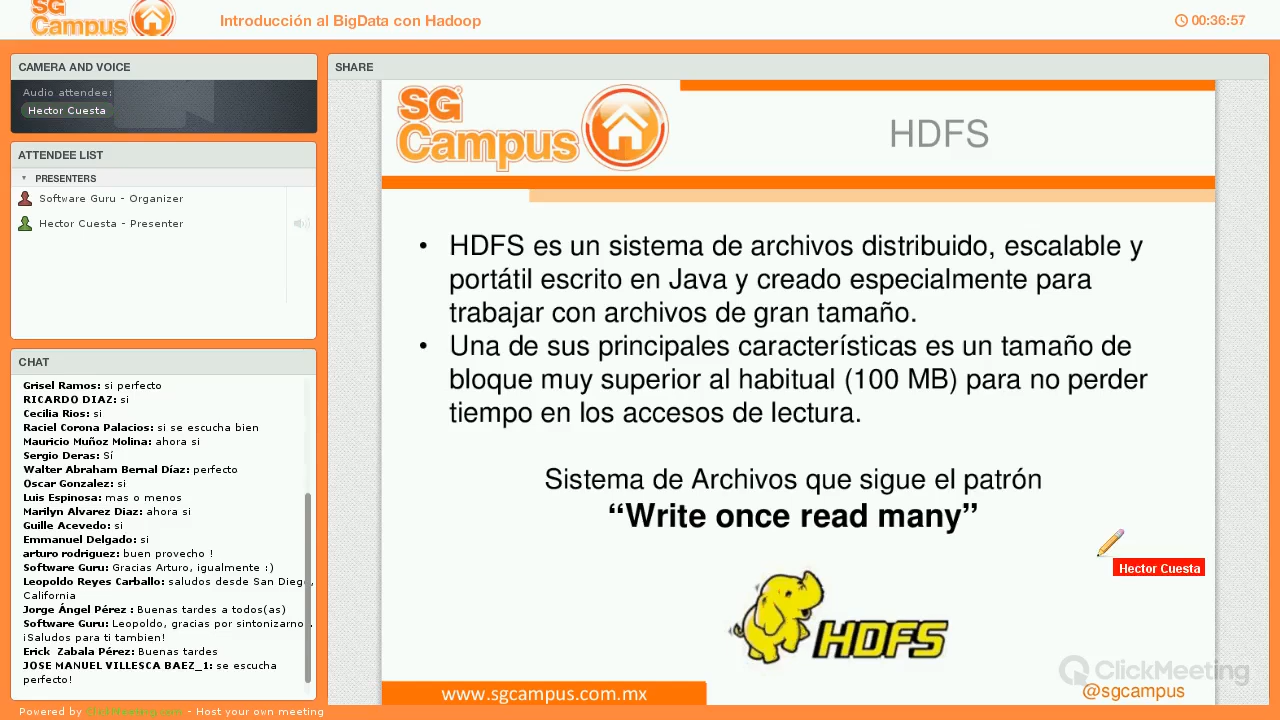 SG
Campus
Introducción al BigData con Hadoop
00:36:57
CAMERA AND VOICE
Audio attendee:
Hector Cuesta
ATTENDEE LIST
PRESENTERS
Software Guru - Organizer
Hector Cuesta - Presenter
CHAT
Grisel Ramos: si perfecto
RICARDO DIAZ: si
Cecilia Rios: si
Raciel Corona Palacios: si se escucha bien
Mauricio Muñoz Molina: ahora si
Sergio Deras: Sí
Walter Abraham Bernal Díaz: perfecto
Oscar Gonzalez: si
Luis Espinosa: mas o menos
Marilyn Alvarez Diaz: ahora si
Guille Acevedo: si
Emmanuel Delgado: si
arturo rodriguez: buen provecho !
Software Guru: Gracias Arturo, igualmente :)
Leopoldo Reyes Carballo: saludos desde San Diego,
California
Jorge Ángel Pérez : Buenas tardes a todos(as)
Software Guru: Leopoldo, gracias por sintonizarno
¡Saludos para ti tambien!
Erick Zabala Pérez: Buenas tardes
JOSE MANUEL VILLESCA BAEZ_1: se escucha
perfecto!
Powered by ClickMeeting.com - Host your own meeting
SHARE
SG
Campus
HDFS
• HDFS es un sistema de archivos distribuido, escalable y
portátil escrito en Java y creado especialmente para
trabajar con archivos de gran tamaño.
• Una de sus principales características es un tamaño de
bloque muy superior al habitual (100 MB) para no perder
tiempo en los accesos de lectura.
Sistema de Archivos que sigue el patrón
“Write once read many”
Hector Cuesta
HDFS
ClickMeeting
www.sgcampus.com.mx
@sgcampus